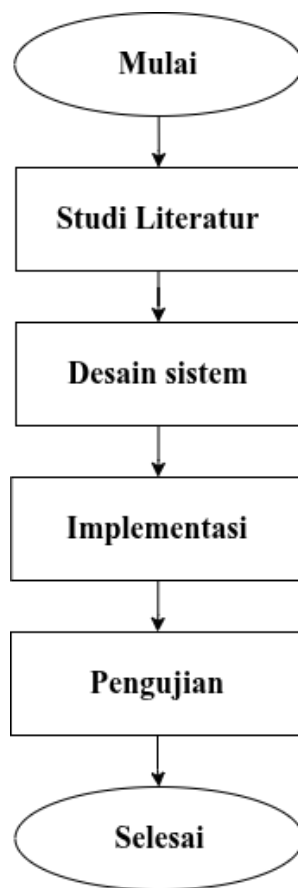 Mulai
Studi Literatur
Desain sistem
Implementasi
Pengujian
Selesai